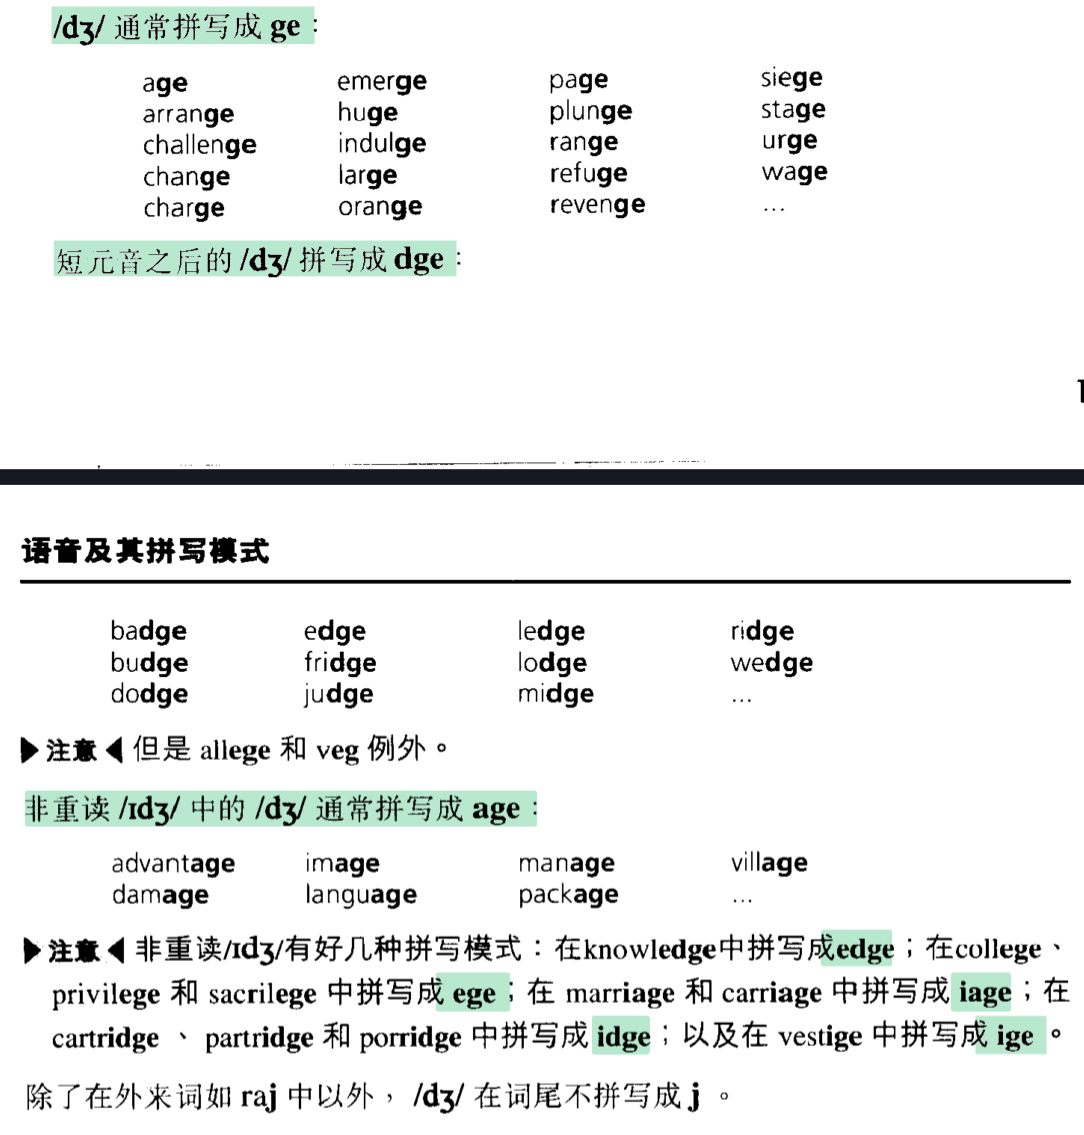 /dʒ/ 通常拼写成 ge：
age emerge page siege
arrange huge plunge stage
challenge indulge range urge
change large refuge wage
charge orange revenge ...
短元音之后的 /dʒ/ 拼写成 dge：
语音及其拼写模式
badge edge ledge ridge
budge fridge lodge wedge
dodge judge midge ...
▶注意◀ 但是 allege 和 veg 例外。
非重读 /ɪdʒ/ 中的 /dʒ/ 通常拼写成 age：
advantage image manage village
damage language package ...
▶注意◀ 非重读/ɪdʒ/有好几种拼写模式：在knowledge中拼写成edge；在college、
privilege 和 sacrilege 中拼写成 ege；在 marriage 和 carriage 中拼写成 iage；在
cartridge 、 partridge 和 porridge 中拼写成 idge；以及在 vestige 中拼写成 ige 。
除了在外来词如 raj 中以外， /dʒ/ 在词尾不拼写成 j 。